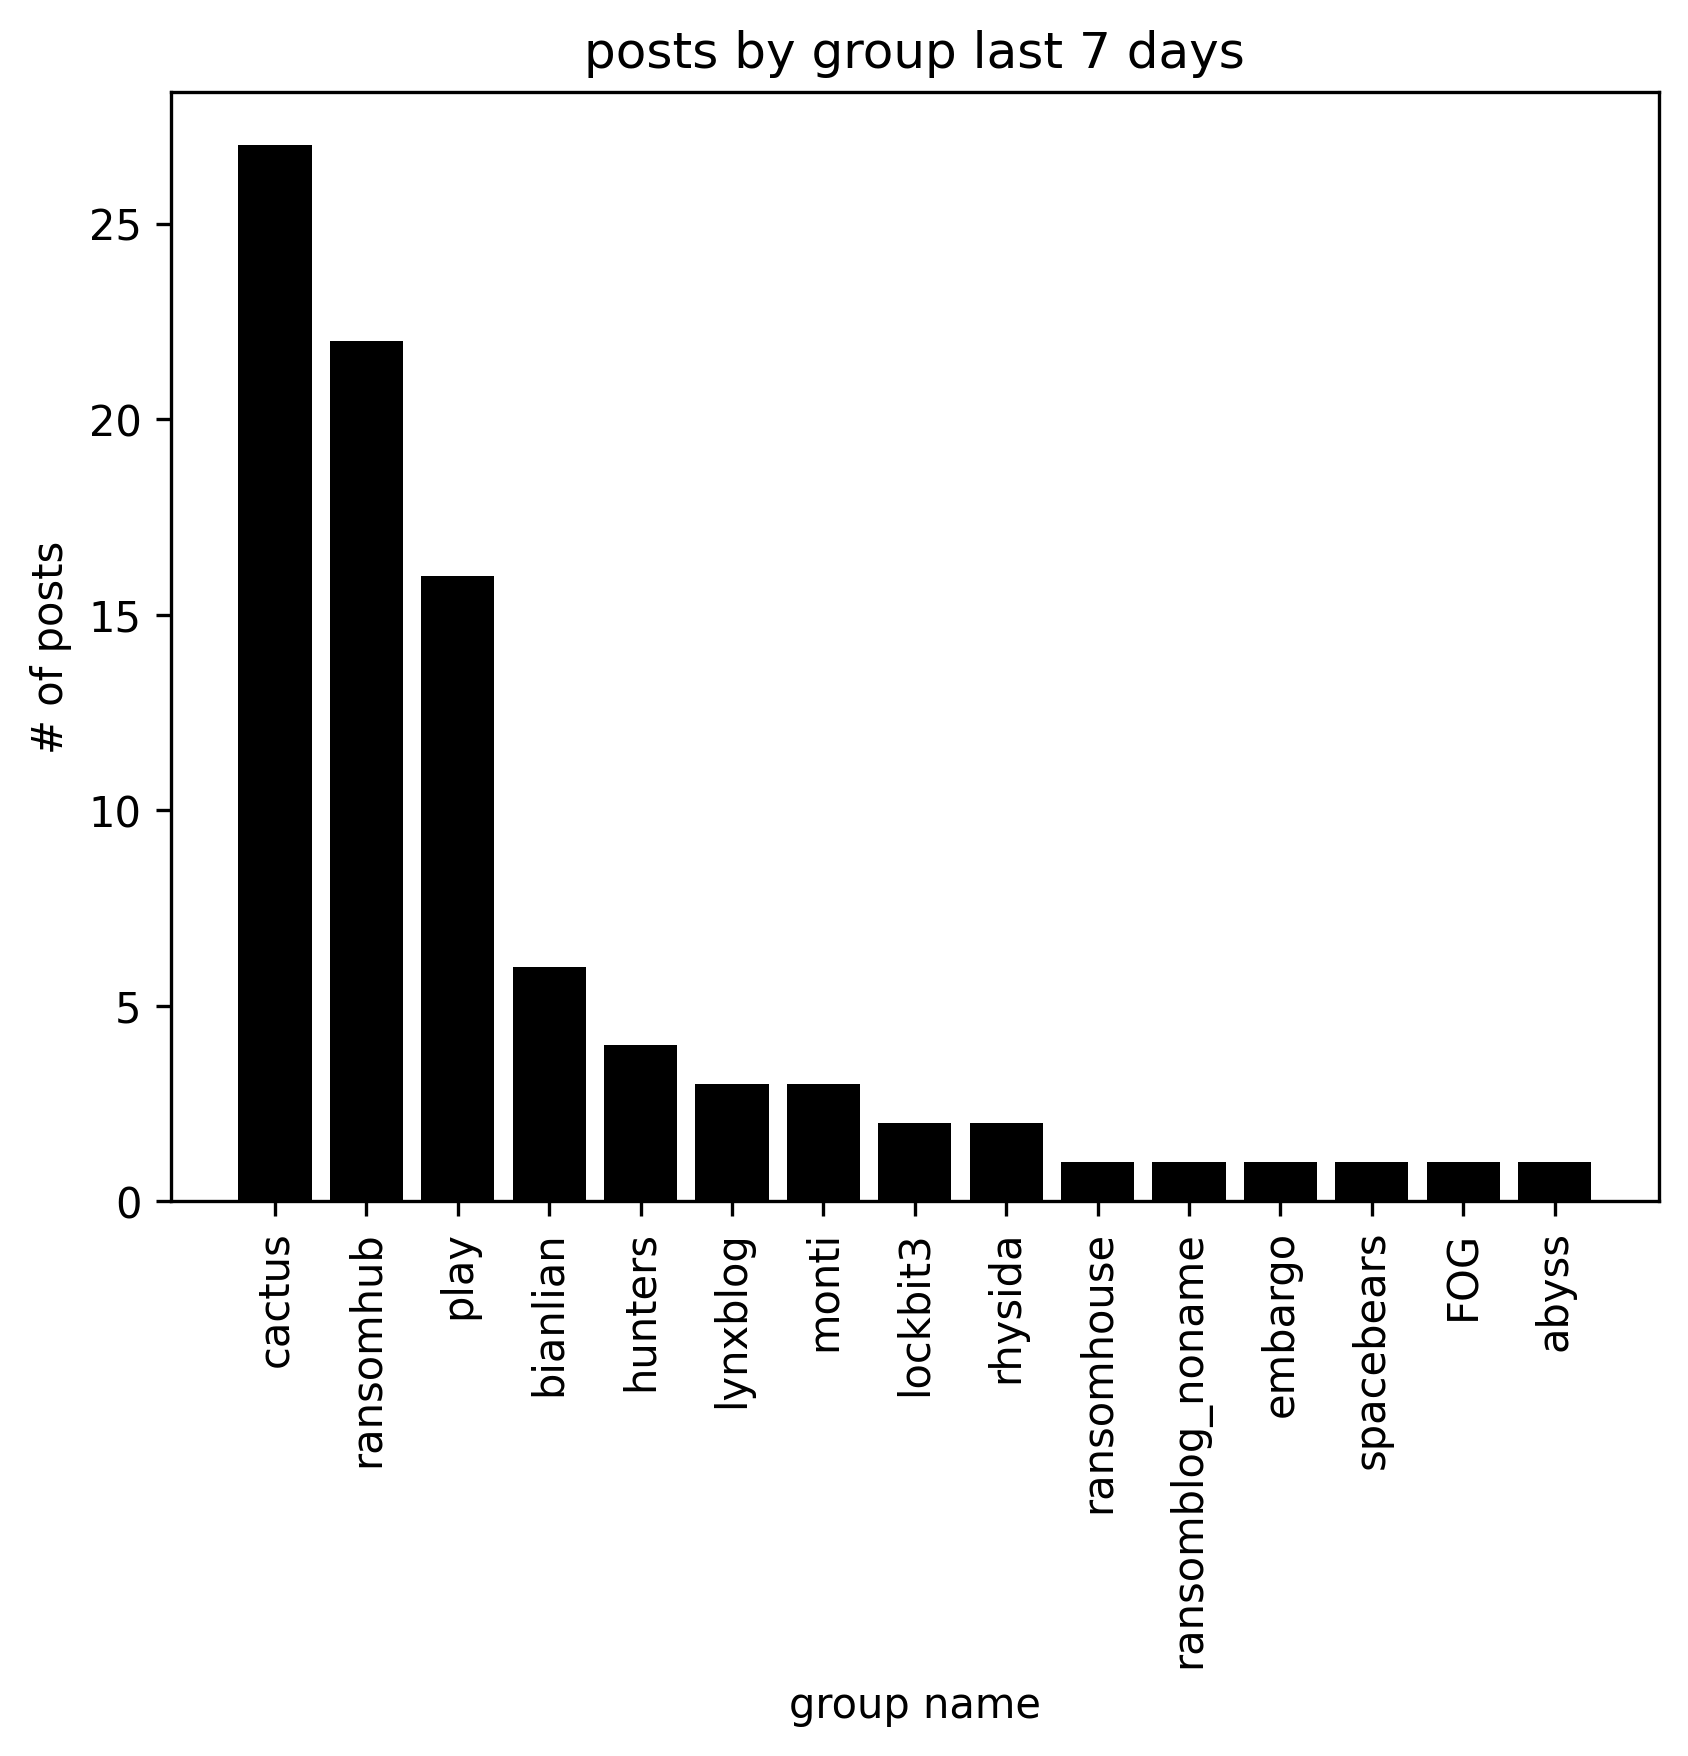 posts by group last 7 days
# of posts
25
20
15
10
5
0
cactus
ransomhub
play
bianlian
hunters
lynxblog
monti
lockbit3
rhysida
ransomhouse
ransomblog_noname
embargo
spacebears
FOG
abyss
group name